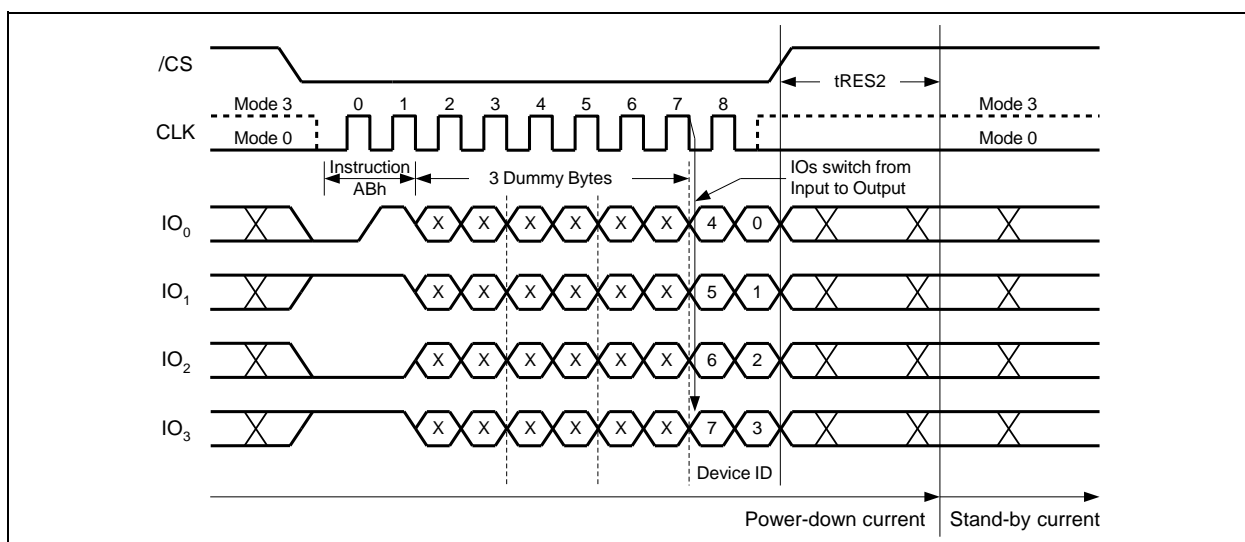 /CS
tRES2
Mode 3 0 1 2 3 4 5 6 7 8 Mode 3
CLK Mode 0 Mode 0
Instruction
ABh
3 Dummy Bytes
IOs switch from
Input to Output
IO0 X X X X X X 4 0
IO1 X X X X X X 5 1
IO2 X X X X X X 6 2
IO3 X X X X X X 7 3
Device ID
Power-down current Stand-by current